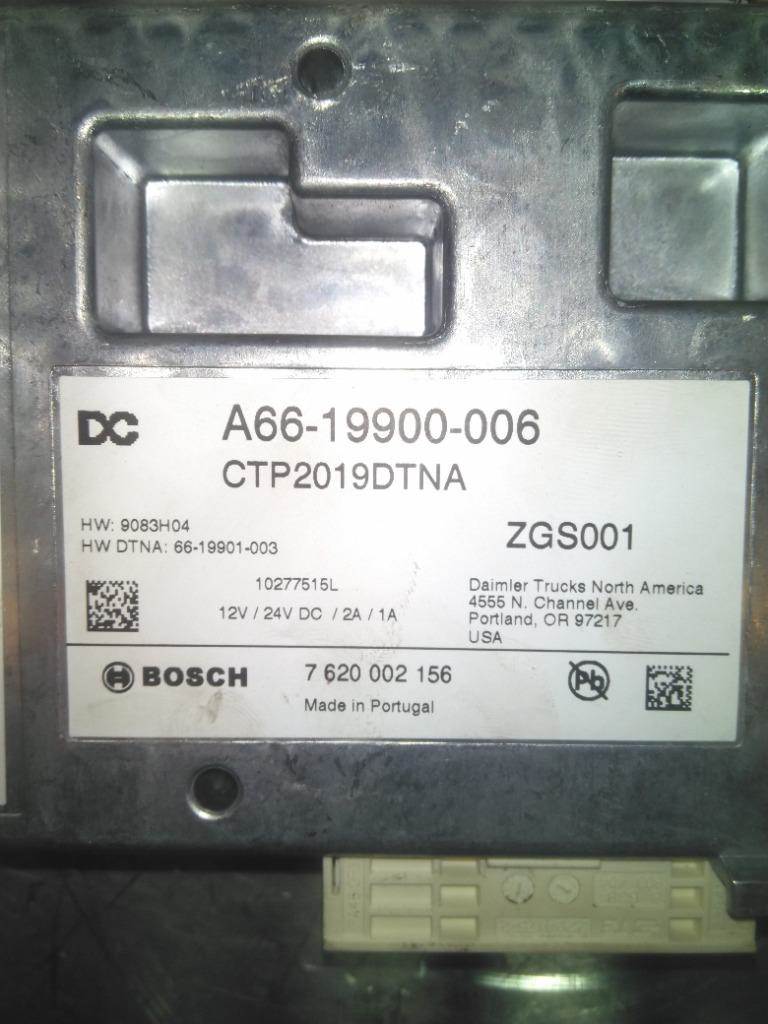 DC
A66-19900-006
CTP2019DTNA
HW: 9083H04
HW DTNA: 66-19901-003
ZGS001
10277515L
12V / 24V DC / 2A / 1A
Daimler Trucks North America
4555 N. Channel Ave.
Portland, OR 97217
USA
BOSCH
7 620 002 156
Made in Portugal
Pb